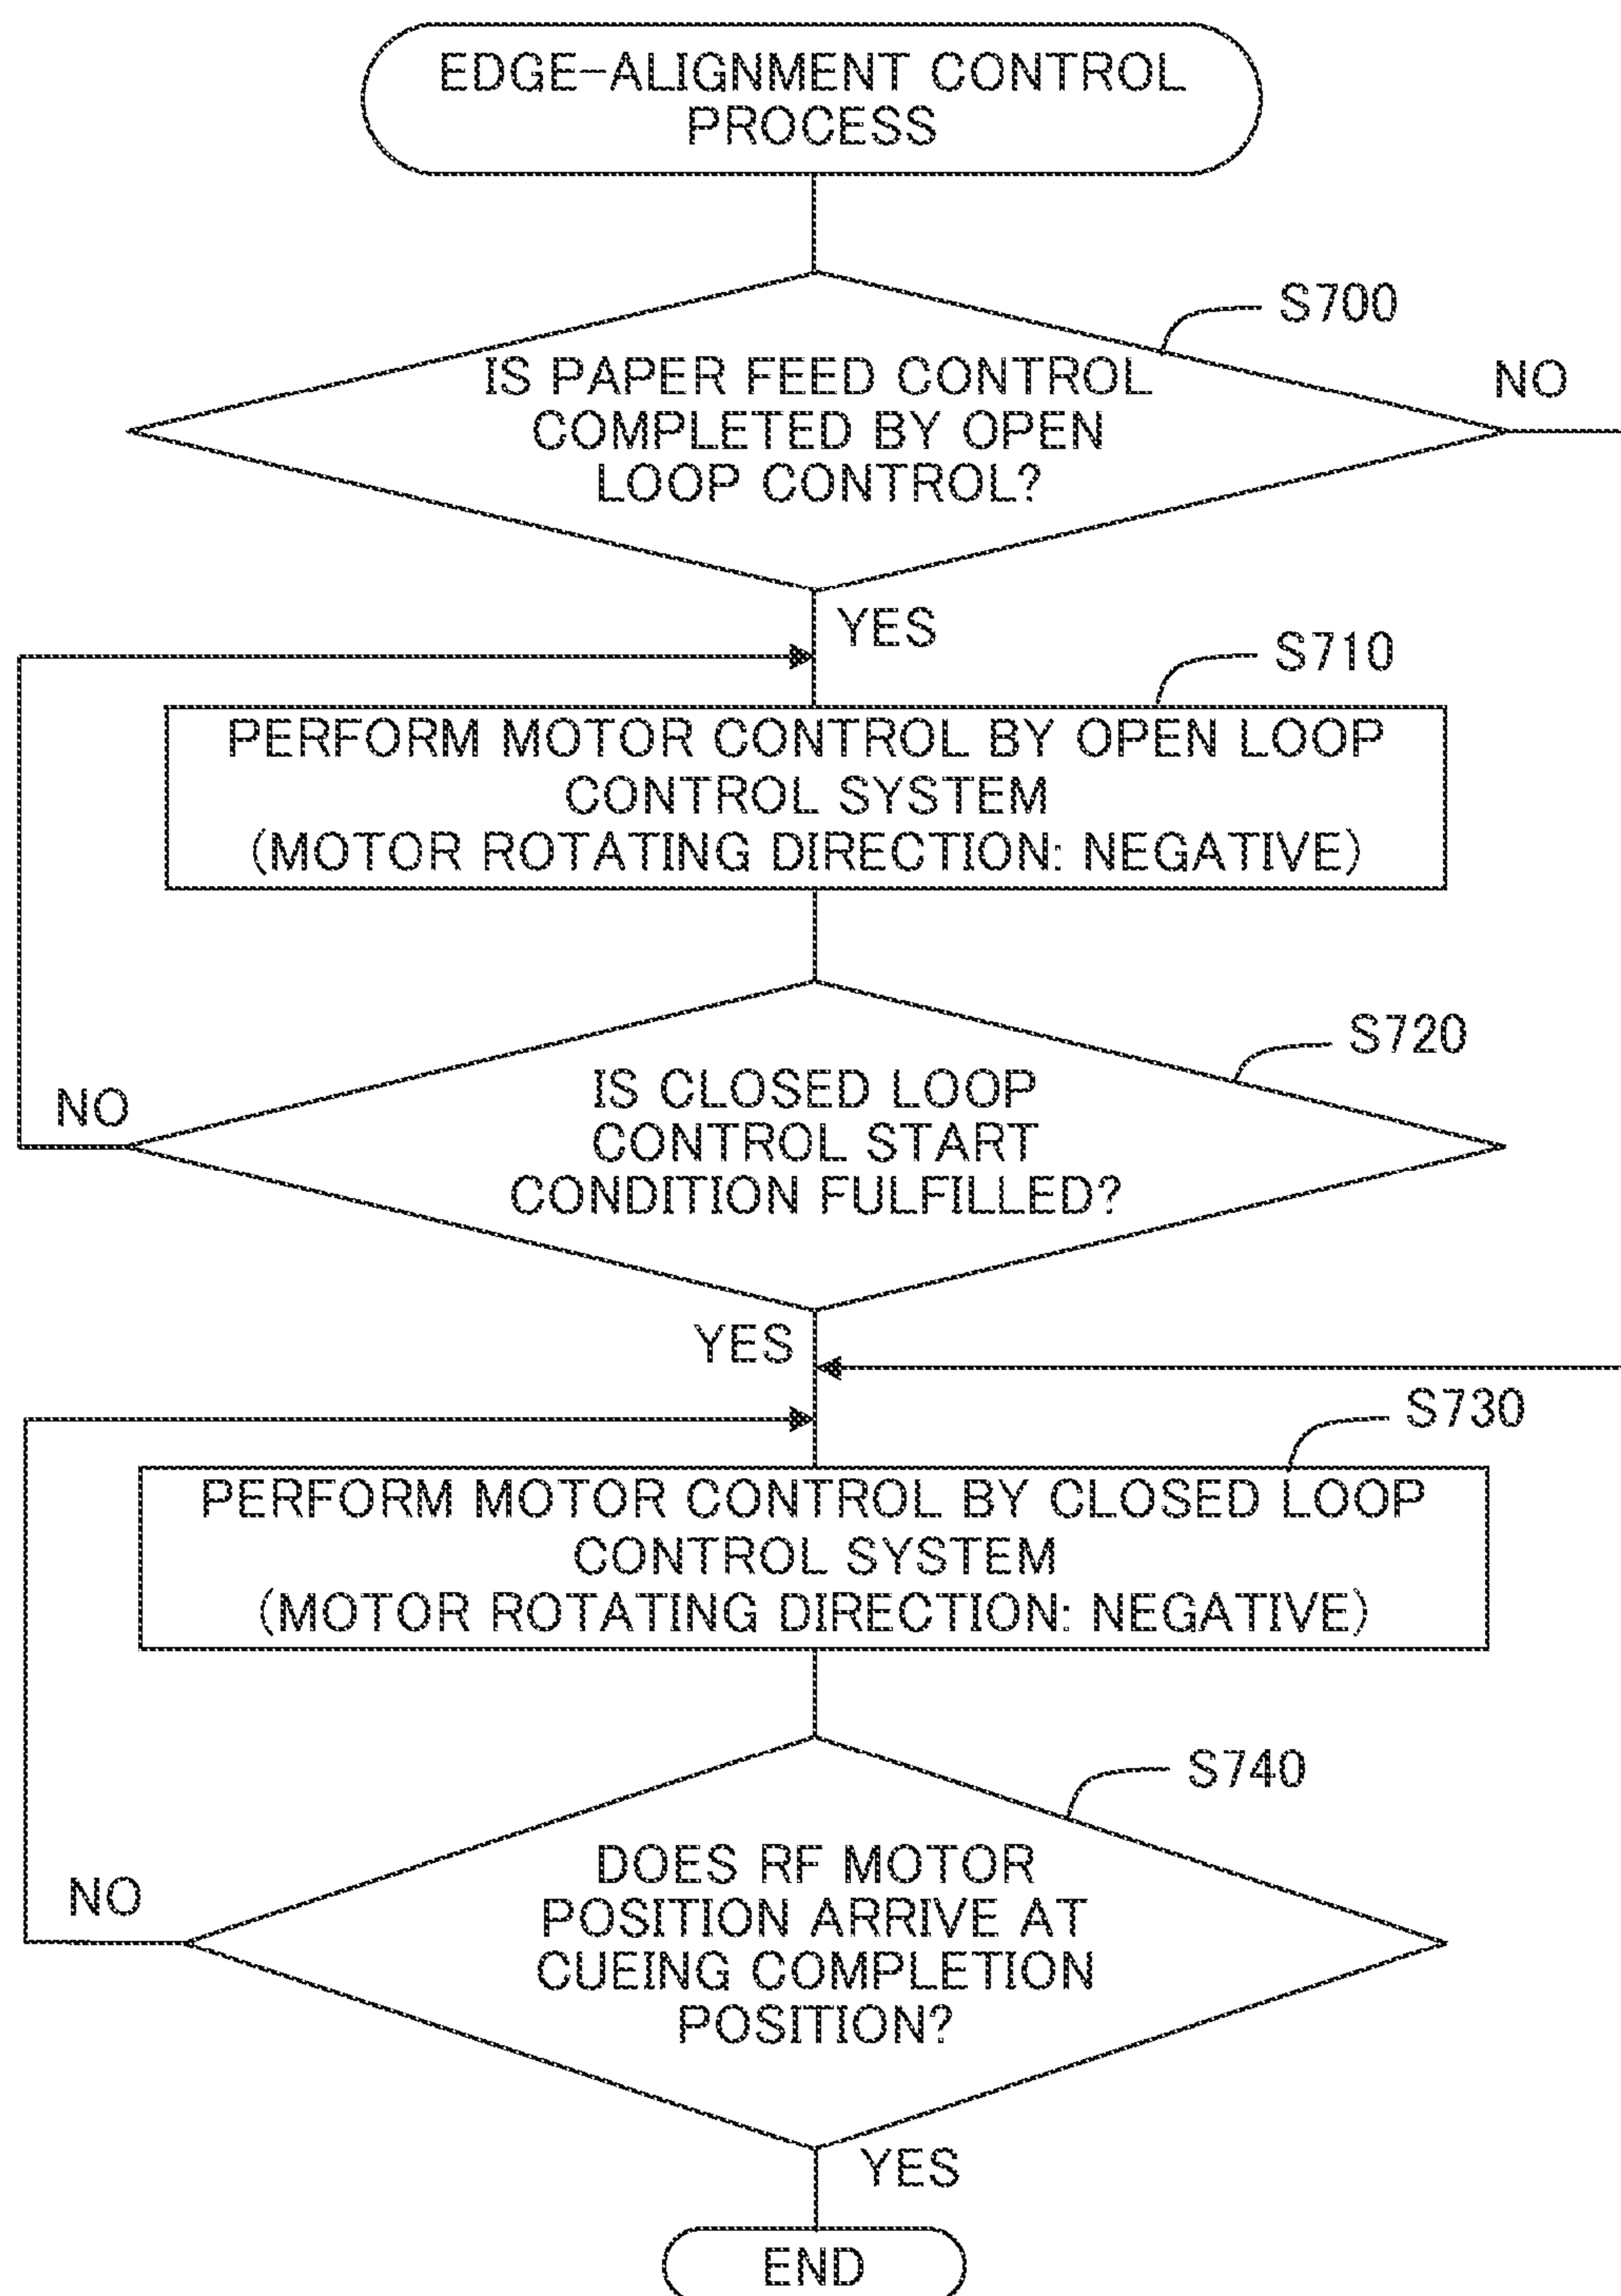 EDGE-ALIGNMENT CONTROL
PROCESS
S700
IS PAPER FEED CONTROL
COMPLETED BY OPEN
LOOP CONTROL?
NO
YES
S710
PERFORM MOTOR CONTROL BY OPEN LOOP
CONTROL SYSTEM
(MOTOR ROTATING DIRECTION: NEGATIVE)
S720
IS CLOSED LOOP
CONTROL START
CONDITION FULFILLED?
NO
YES
S730
PERFORM MOTOR CONTROL BY CLOSED LOOP
CONTROL SYSTEM
(MOTOR ROTATING DIRECTION: NEGATIVE)
S740
DOES RF MOTOR
POSITION ARRIVE AT
CUEING COMPLETION
POSITION?
NO
YES
END